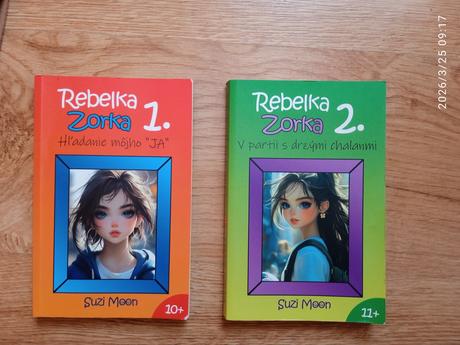 Rebelka
Zorka 1.
Hľadanie môjho "JA"
Suzi Moon
10+
Rebelka
Zorka 2.
V partii s drzými chalanmi
Suzi Moon
11+
2026/3/25 09:17